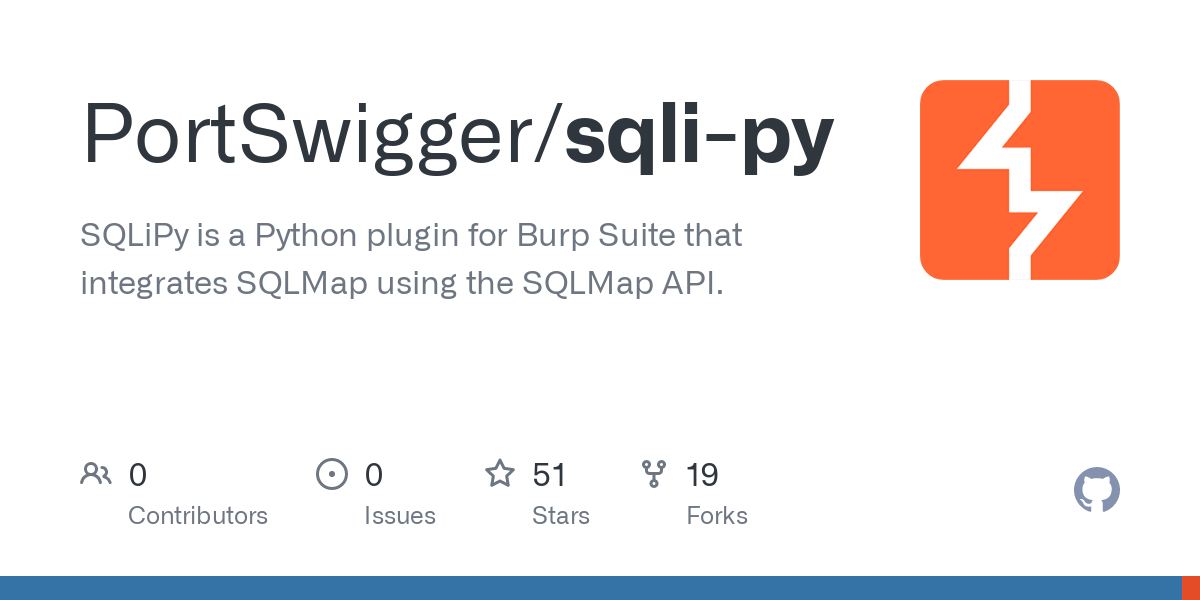 PortSwigger/sqli-py
SQLiPy is a Python plugin for Burp Suite that
integrates SQLMap using the SQLMap API.
0 0 51 19
Contributors Issues Stars Forks